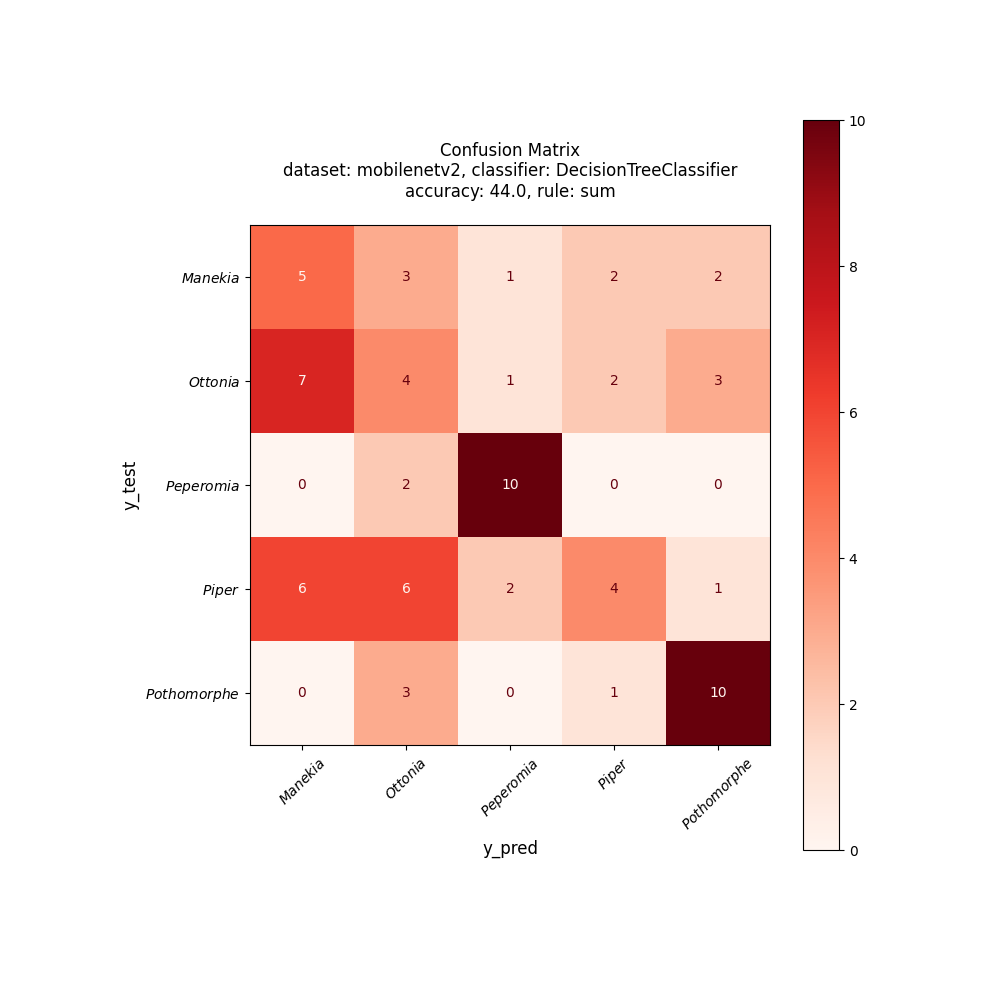 Confusion Matrix
dataset: mobilenetv2, classifier: DecisionTreeClassifier
accuracy: 44.0, rule: sum
y_test
Manekia 5 3 1 2 2
Ottonia 7 4 1 2 3
Peperomia 0 2 10 0 0
Piper 6 6 2 4 1
Pothomorphe 0 3 0 1 10
Manekia Ottonia Peperomia Piper Pothomorphe
y_pred
10
8
6
4
2
0